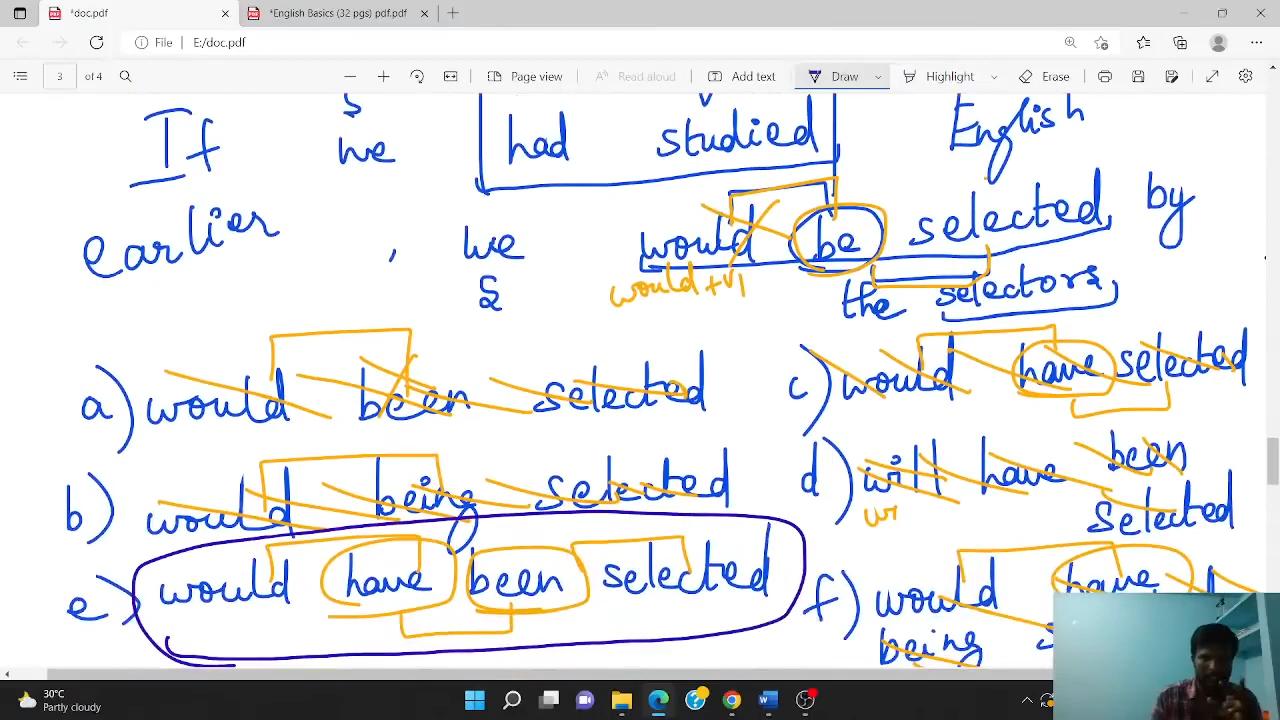 *doc.pdf
*English Basics (32 pgs) pdf.pdf
File E:/doc.pdf
3 of 4 Page view Read aloud Add text Draw Highlight Erase
If we had studied English
s
v
earlier , we would be selected by
s would+v1 the selectors,
a) would been selected
c) would have selected
b) would being selected
d) will have been
w selected
e) would have been selected
f) would have
being
30°C
Partly cloudy